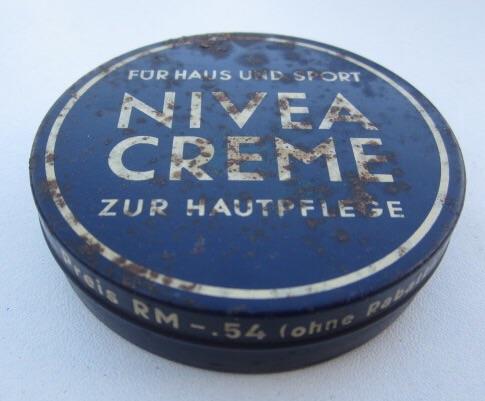 FÜR HAUS UND SPORT
NIVEA
CREME
ZUR HAUTPFLEGE
Preis RM -.54 (ohne